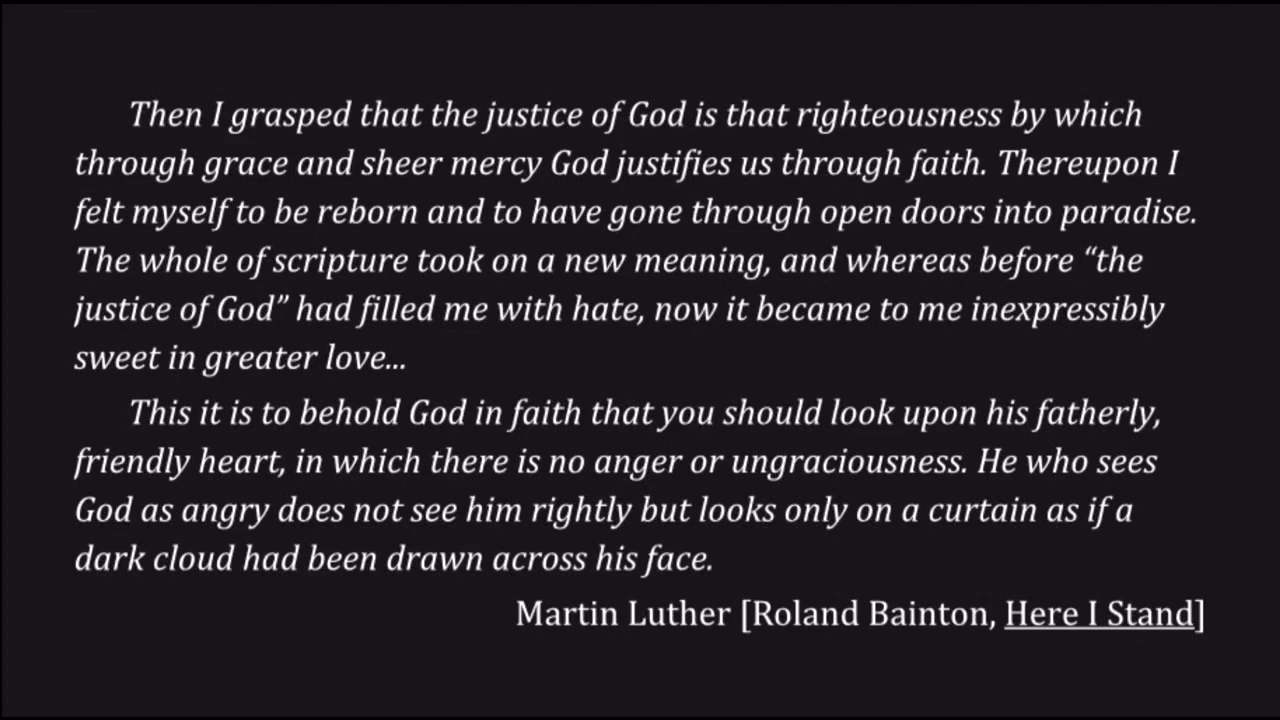 Then I grasped that the justice of God is that righteousness by which
through grace and sheer mercy God justifies us through faith. Thereupon I
felt myself to be reborn and to have gone through open doors into paradise.
The whole of scripture took on a new meaning, and whereas before “the
justice of God” had filled me with hate, now it became to me inexpressibly
sweet in greater love...
This it is to behold God in faith that you should look upon his fatherly,
friendly heart, in which there is no anger or ungraciousness. He who sees
God as angry does not see him rightly but looks only on a curtain as if a
dark cloud had been drawn across his face.
Martin Luther [Roland Bainton, Here I Stand]